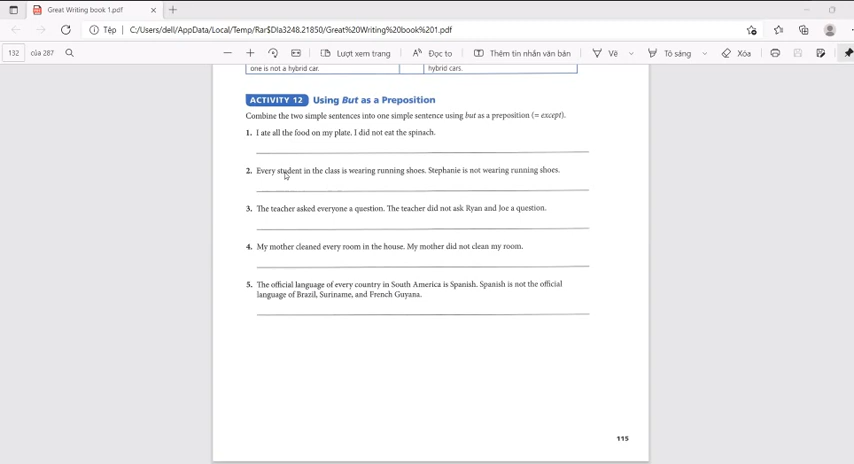 Great Writing book 1.pdf
Tệp | C:/Users/dell/AppData/Local/Temp/Rar$DIa3248.21850/Great%20Writing%20book%201.pdf
132 của 287 Lượt xem trang Đọc to Thêm tin nhắn văn bản Vẽ Tô sáng Xóa
one is not a hybrid car. hybrid cars.
ACTIVITY 12 Using But as a Preposition
Combine the two simple sentences into one simple sentence using but as a preposition (= except).
1. I ate all the food on my plate. I did not eat the spinach.
2. Every student in the class is wearing running shoes. Stephanie is not wearing running shoes.
3. The teacher asked everyone a question. The teacher did not ask Ryan and Joe a question.
4. My mother cleaned every room in the house. My mother did not clean my room.
5. The official language of every country in South America is Spanish. Spanish is not the official
language of Brazil, Suriname, and French Guyana.
115